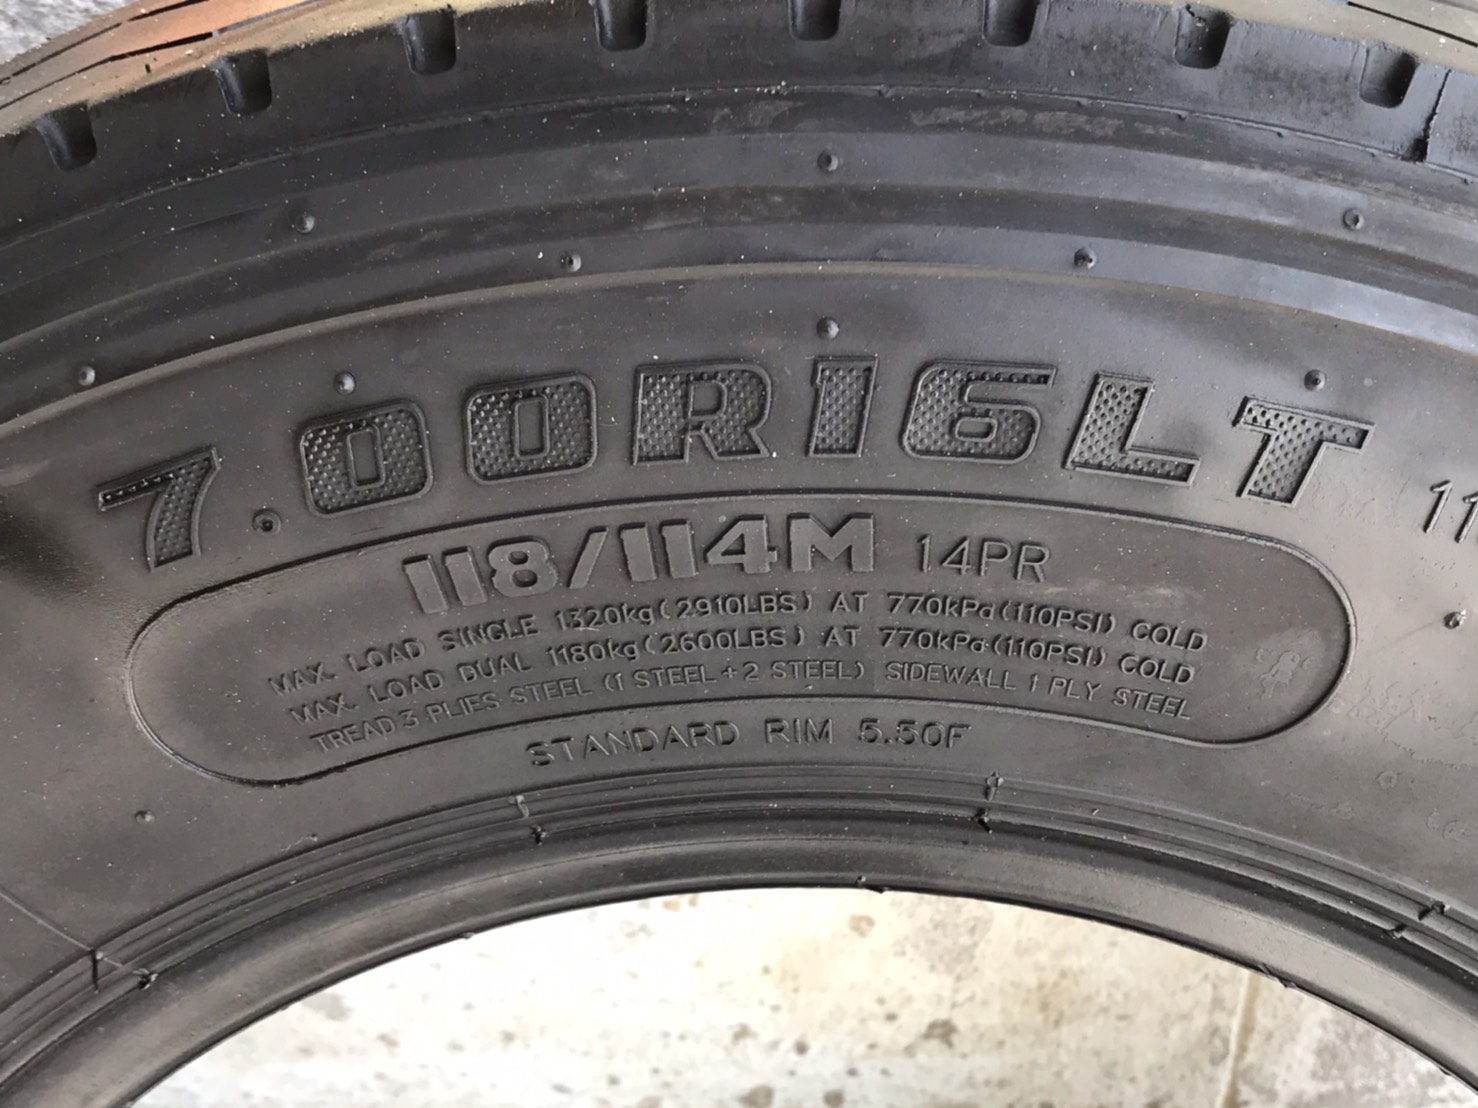 7.00R16LT
118/114M 14PR
MAX. LOAD SINGLE 1320kg(2910LBS) AT 770kPa(110PSI) COLD
MAX. LOAD DUAL 1180kg(2600LBS) AT 770kPa(110PSI) COLD
TREAD 3 PLIES STEEL (1 STEEL+2 STEEL) SIDEWALL 1 PLY STEEL
STANDARD RIM 5.50F